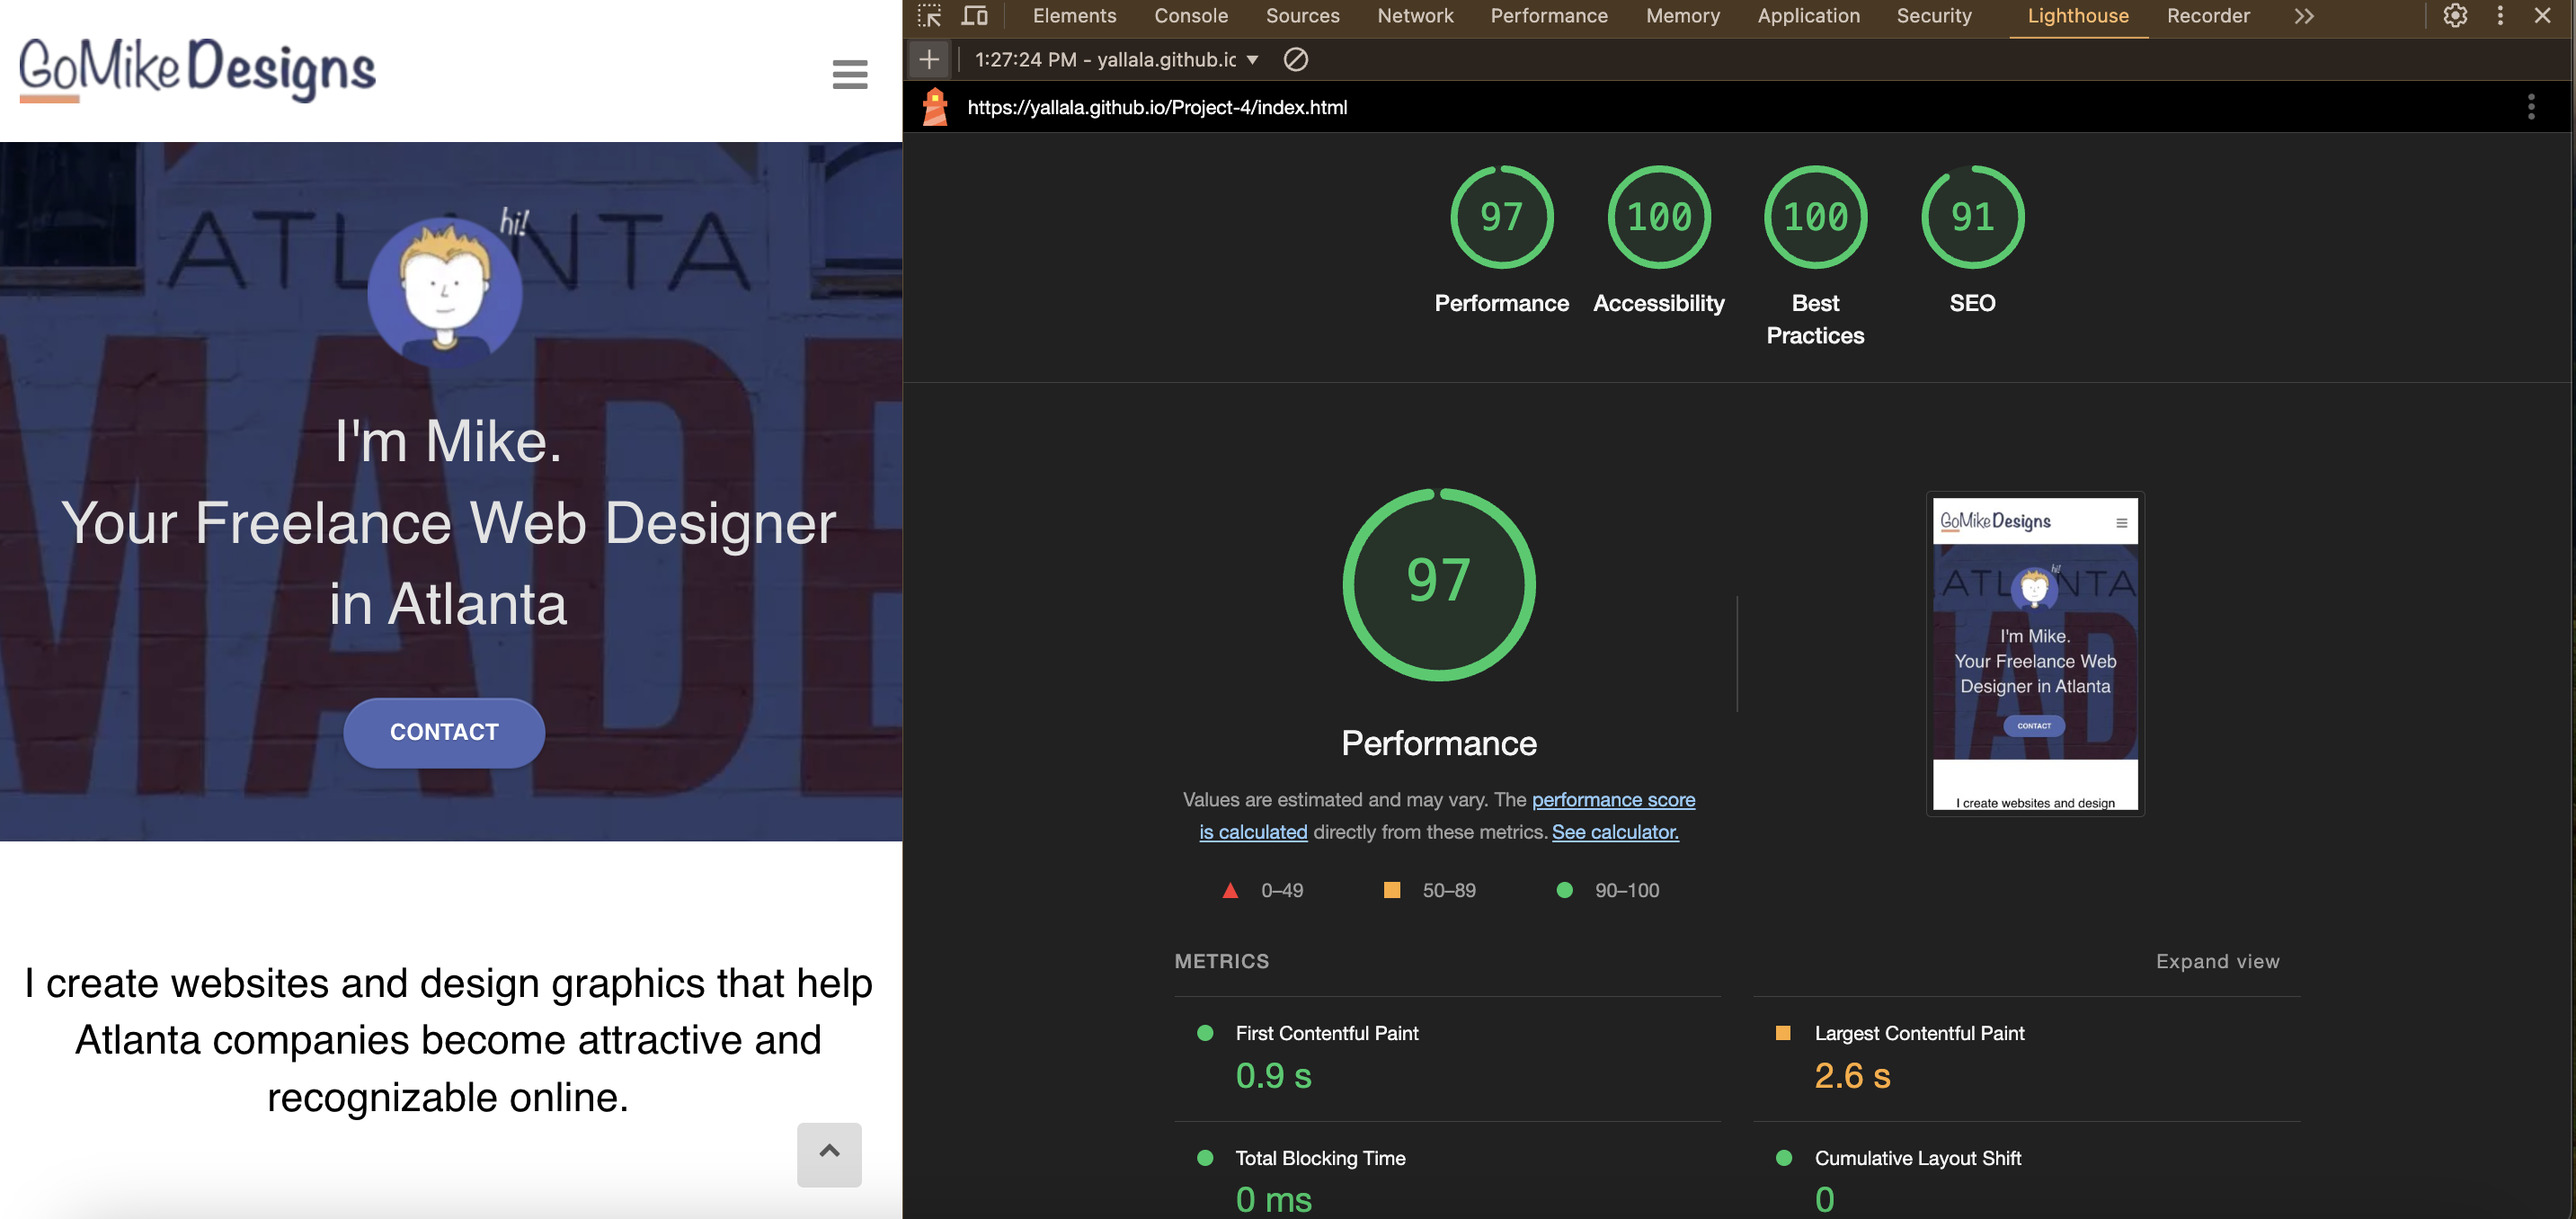 GoMike Designs
ATLANTA
hi!
MADE
I'm Mike.
Your Freelance Web Designer
in Atlanta
CONTACT
I create websites and design graphics that help
Atlanta companies become attractive and
recognizable online.
Elements Console Sources Network Performance Memory Application Security Lighthouse Recorder
1:27:24 PM - yallala.github.io
https://yallala.github.io/Project-4/index.html
97 100 100 91
Performance Accessibility Best Practices SEO
97
Performance
Values are estimated and may vary. The performance score
is calculated directly from these metrics. See calculator.
0–49 50–89 90–100
GoMike Designs
ATLANTA
hi!
MAD
I'm Mike.
Your Freelance Web
Designer in Atlanta
CONTACT
I create websites and design
METRICS Expand view
First Contentful Paint
0.9 s
Largest Contentful Paint
2.6 s
Total Blocking Time
0 ms
Cumulative Layout Shift
0